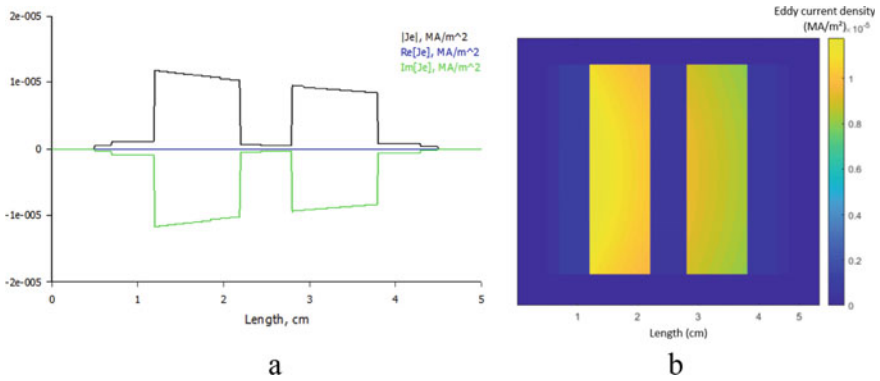 2e-005
|Je|, MA/m^2
Re[Je], MA/m^2
Im[Je], MA/m^2
1e-005
0
-1e-005
-2e-005
0 1 2 3 4 5
Length, cm
a
Eddy current density
(MA/m²)×10⁻⁵
1
0.8
0.6
0.4
0.2
0
1 2 3 4 5
Length (cm)
b